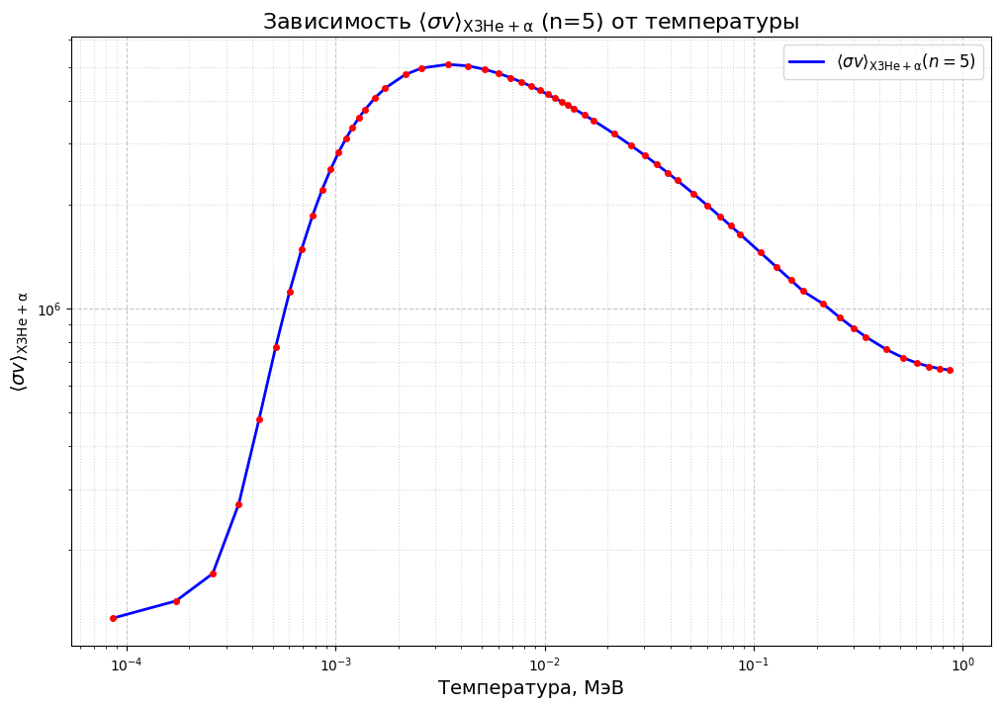 Зависимость ⟨σv⟩ₓ₃ₕₑ₊α (n=5) от температуры
⟨σv⟩X3He+α(n = 5)
⟨σv⟩X3He+α
10⁶
10⁻⁴ 10⁻³ 10⁻² 10⁻¹ 10⁰
Температура, МэВ